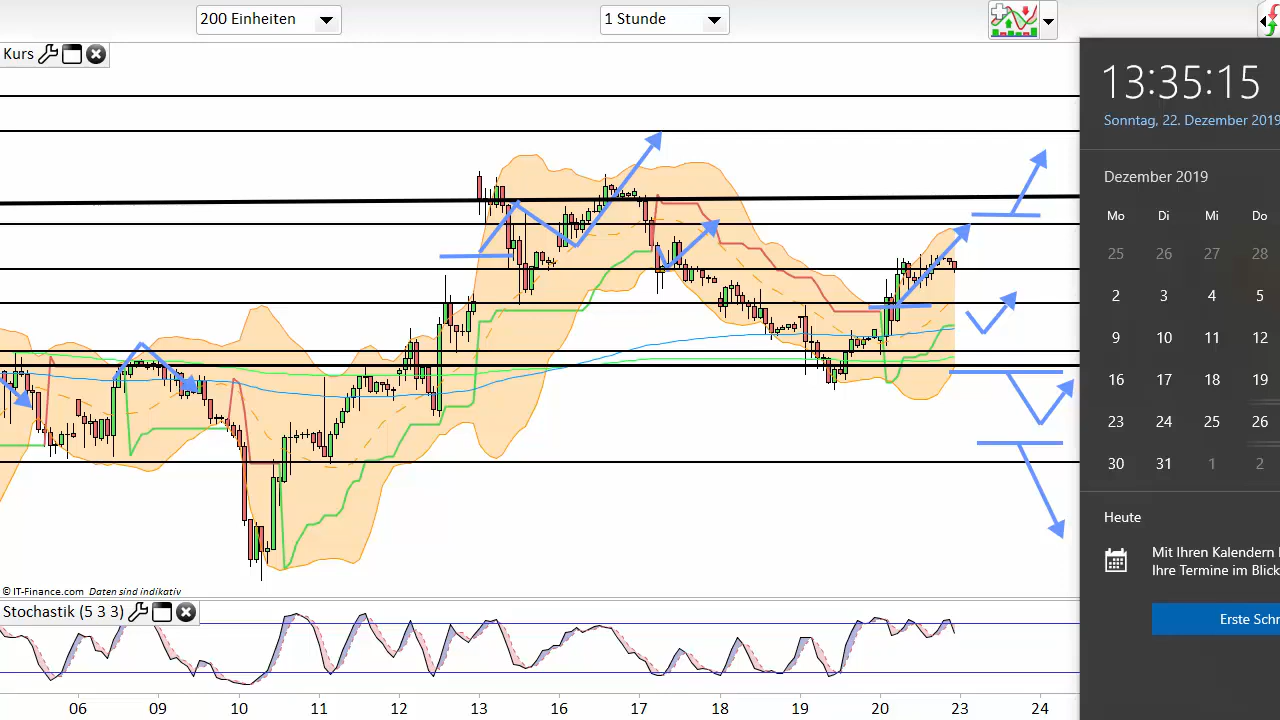 200 Einheiten
1 Stunde
Kurs
13:35:15
Sonntag, 22. Dezember 2019
Dezember 2019
Mo Di Mi Do
25 26 27 28
2 3 4 5
9 10 11 12
16 17 18 19
23 24 25 26
30 31 1 2
Heute
Mit Ihren Kalendern
Ihre Termine im Blick
Erste Schr
© IT-Finance.com Daten sind indikativ
Stochastik (5 3 3)
06 09 10 11 12 13 16 17 18 19 20 23 24